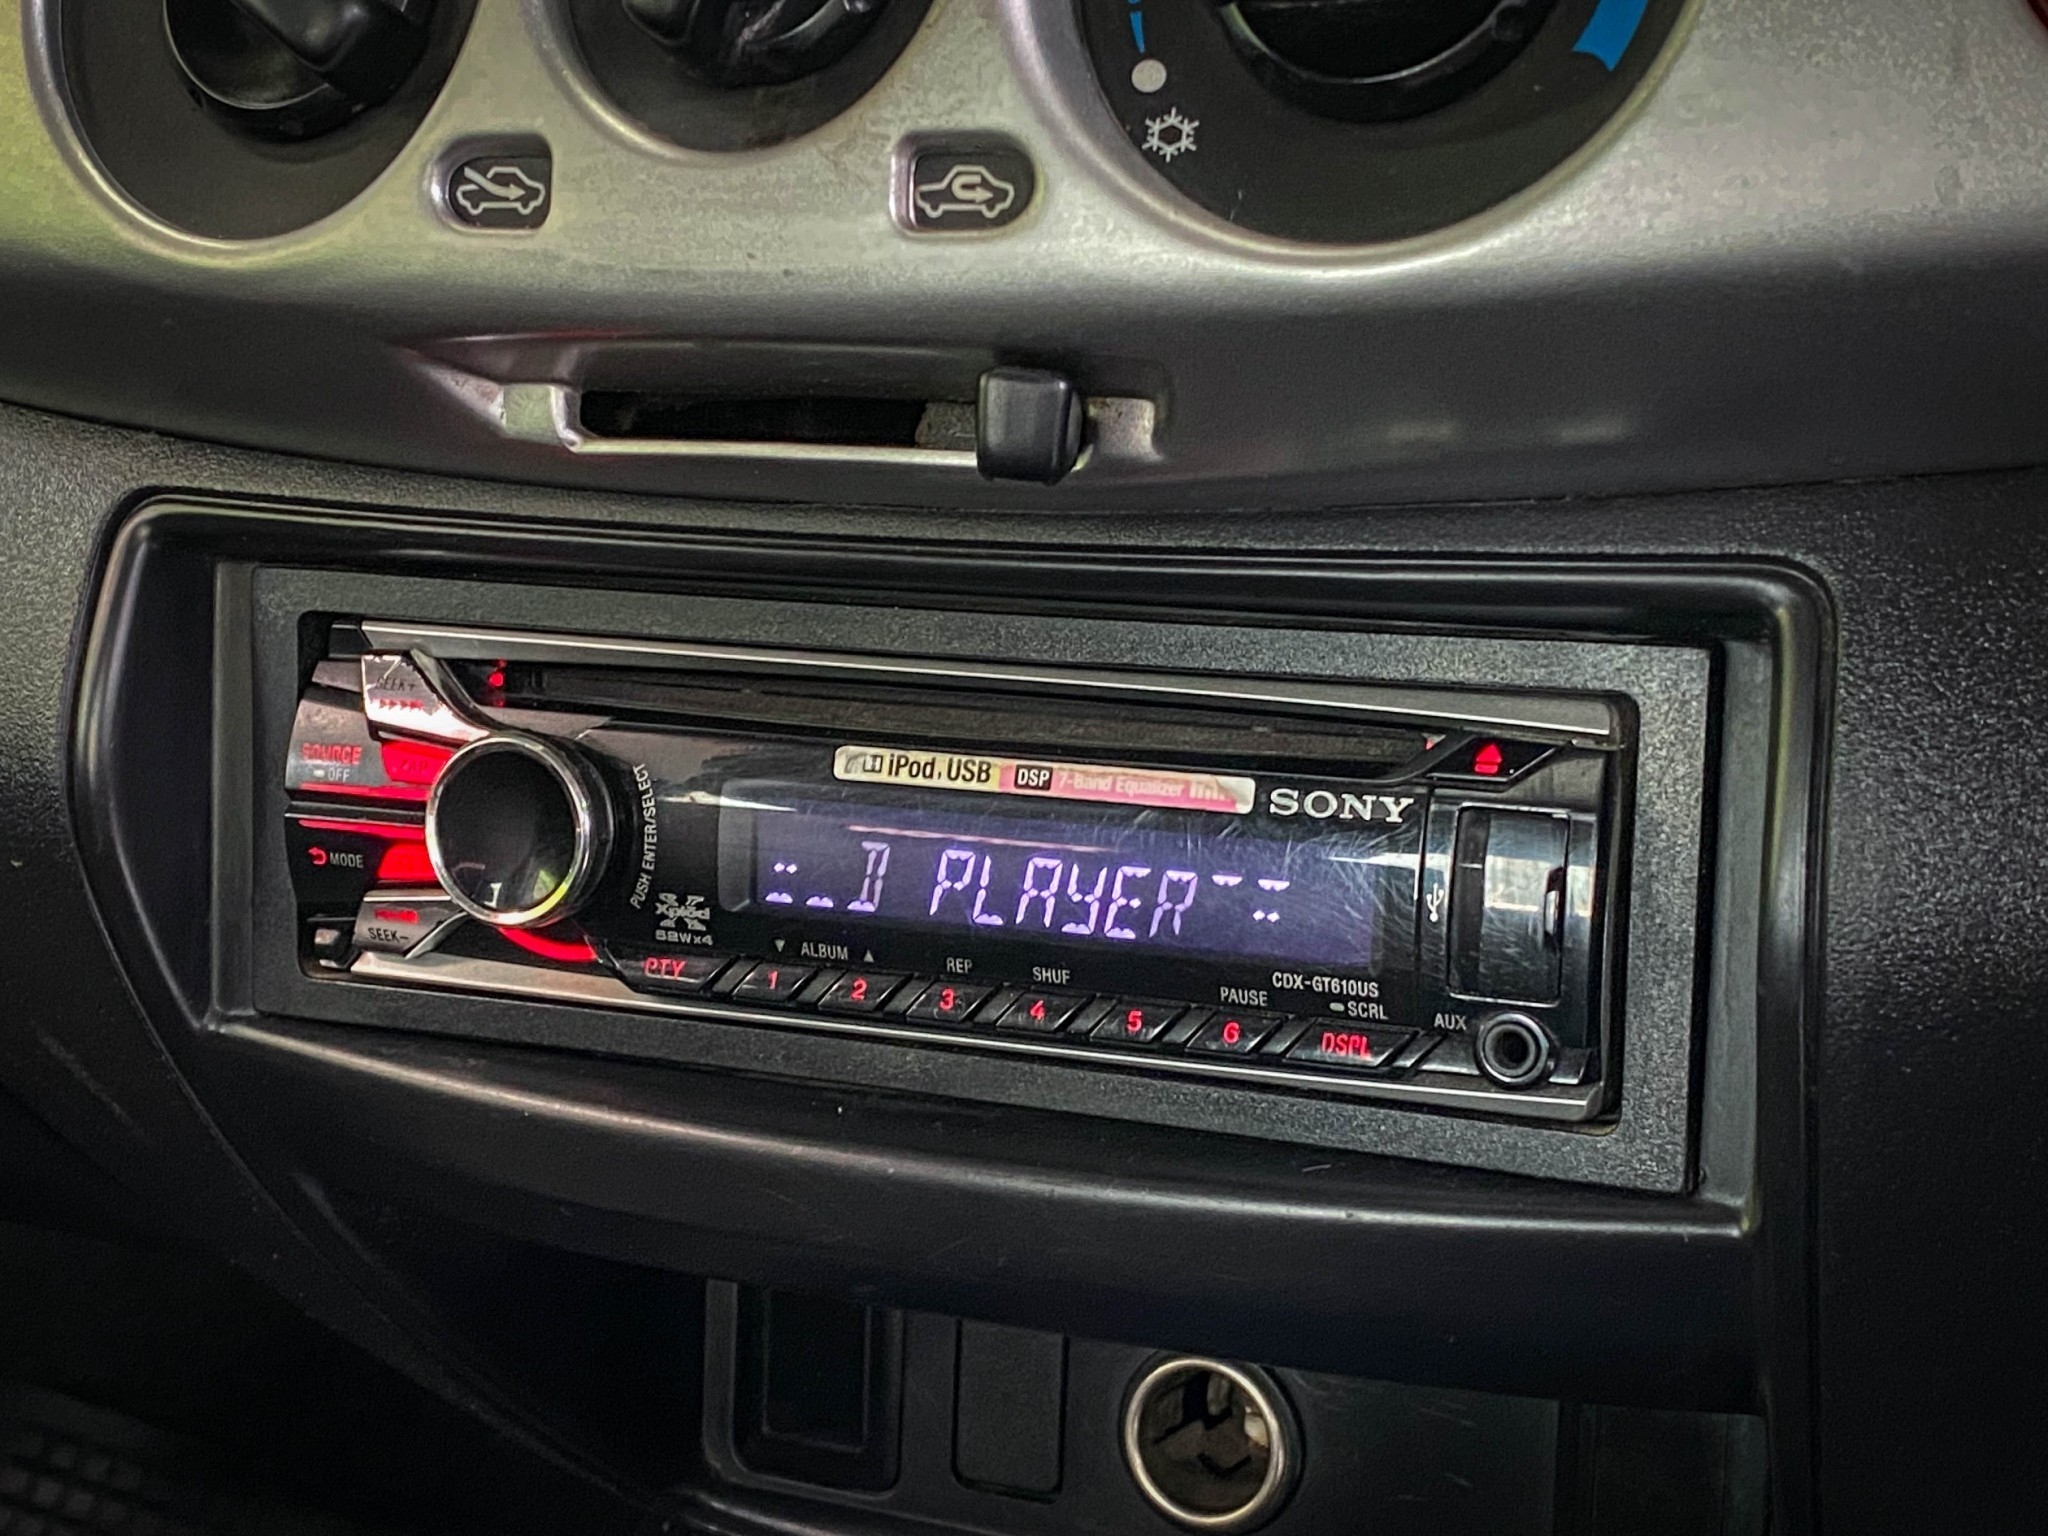 iPod, USB DSP 7-Band Equalizer
SONY
SEEK+
SOURCE
OFF
MODE
SEEK-
PUSH ENTER/SELECT
D PLAYER
Xplod
52Wx4
ALBUM
REP
SHUF
PAUSE
CDX-GT610US
SCRL
AUX
PTY 1 2 3 4 5 6 DSPL